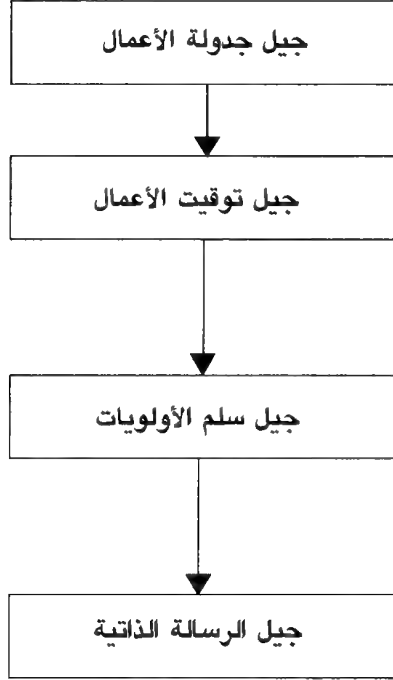 جيل جدولة الأعمال
جيل توقيت الأعمال
جيل سلم الأولويات
جيل الرسالة الذاتية